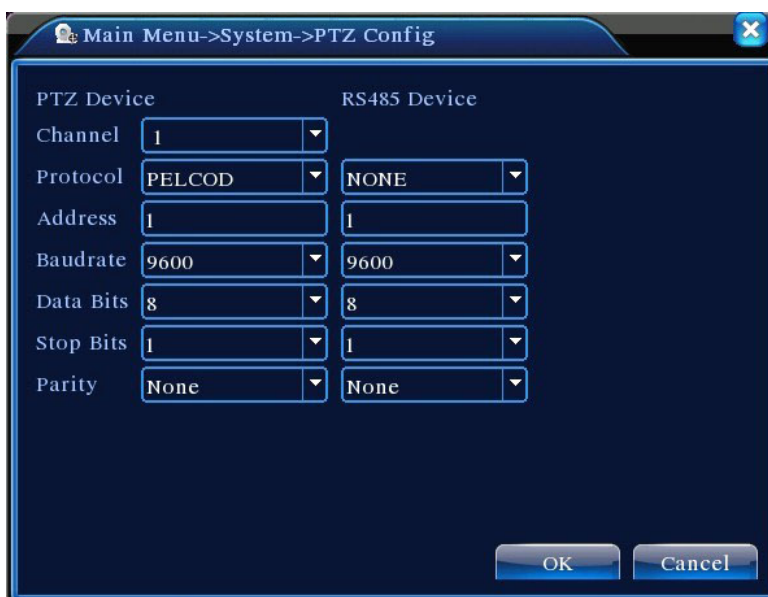 Main Menu->System->PTZ Config
PTZ Device RS485 Device
Channel 1
Protocol PELCOD NONE
Address 1 1
Baudrate 9600 9600
Data Bits 8 8
Stop Bits 1 1
Parity None None
OK Cancel